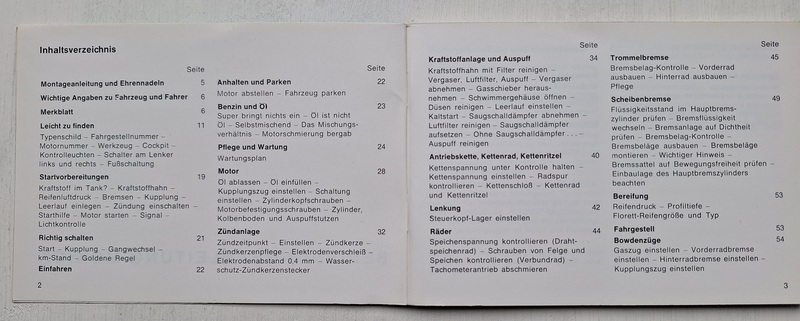 Inhaltsverzeichnis
Seite
Montageanleitung und Ehrennadeln 5
Wichtige Angaben zu Fahrzeug und Fahrer 6
Merkblatt 6
Leicht zu finden 11
Typenschild – Fahrgestellnummer –
Motornummer – Werkzeug – Cockpit –
Kontrolleuchten – Schalter am Lenker
links und rechts – Fußschaltung
Startvorbereitungen 19
Kraftstoff im Tank? – Kraftstoffhahn –
Reifenluftdruck – Bremsen – Kupplung –
Leerlauf einlegen – Zündung einschalten –
Starthilfe – Motor starten – Signal –
Lichtkontrolle
Richtig schalten 21
Start – Kupplung – Gangwechsel –
km-Stand – Goldene Regel
Einfahren 22
2
Seite
Anhalten und Parken 22
Motor abstellen – Fahrzeug parken
Benzin und Öl 23
Super bringt nichts ein – Öl ist nicht
Öl – Selbstmischend – Das Mischungs-
verhältnis – Motorschmierung bergab
Pflege und Wartung 24
Wartungsplan
Motor 28
Öl ablassen – Öl einfüllen –
Kupplungszug einstellen – Schaltung
einstellen – Zylinderkopfschrauben –
Motorbefestigungsschrauben – Zylinder,
Kolbenboden und Auspuffstutzen
Zündanlage 32
Zündzeitpunkt – Einstellen – Zündkerze –
Zündkerzenpflege – Elektrodenverschleiß –
Elektrodenabstand 0,4 mm – Wasser-
schutz-Zündkerzenstecker
Seite
Kraftstoffanlage und Auspuff 34
Kraftstoffhahn mit Filter reinigen –
Vergaser, Luftfilter, Auspuff – Vergaser
abnehmen – Gasschieber heraus-
nehmen – Schwimmergehäuse öffnen –
Düsen reinigen – Leerlauf einstellen –
Kaltstart – Saugschalldämpfer abnehmen –
Luftfilter reinigen – Saugschalldämpfer
aufsetzen – Ohne Saugschalldämpfer . . . –
Auspuff reinigen
Antriebskette, Kettenrad, Kettenritzel 40
Kettenspannung unter Kontrolle halten –
Kettenspannung einstellen – Radspur
kontrollieren – Kettenschloß – Kettenrad
und Kettenritzel
Lenkung 42
Steuerkopf-Lager einstellen
Räder 44
Speichenspannung kontrollieren (Draht-
speichenrad) – Schrauben von Felge und
Speichen kontrollieren (Verbundrad) –
Tachometerantrieb abschmieren
Seite
Trommelbremse 45
Bremsbelag-Kontrolle – Vorderrad
ausbauen – Hinterrad ausbauen –
Pflege
Scheibenbremse 49
Flüssigkeitsstand im Hauptbrems-
zylinder prüfen – Bremsflüssigkeit
wechseln – Bremsanlage auf Dichtheit
prüfen – Bremsbelag-Kontrolle –
Bremsbeläge ausbauen – Bremsbeläge
montieren – Wichtiger Hinweis –
Bremssattel auf Bewegungsfreiheit prüfen –
Einbaulage des Hauptbremszylinders
beachten
Bereifung 53
Reifendruck – Profiltiefe –
Florett-Reifengröße und Typ
Fahrgestell 53
Bowdenzüge 54
Gaszug einstellen – Vorderradbremse
einstellen – Hinterradbremse einstellen –
Kupplungszug einstellen
3